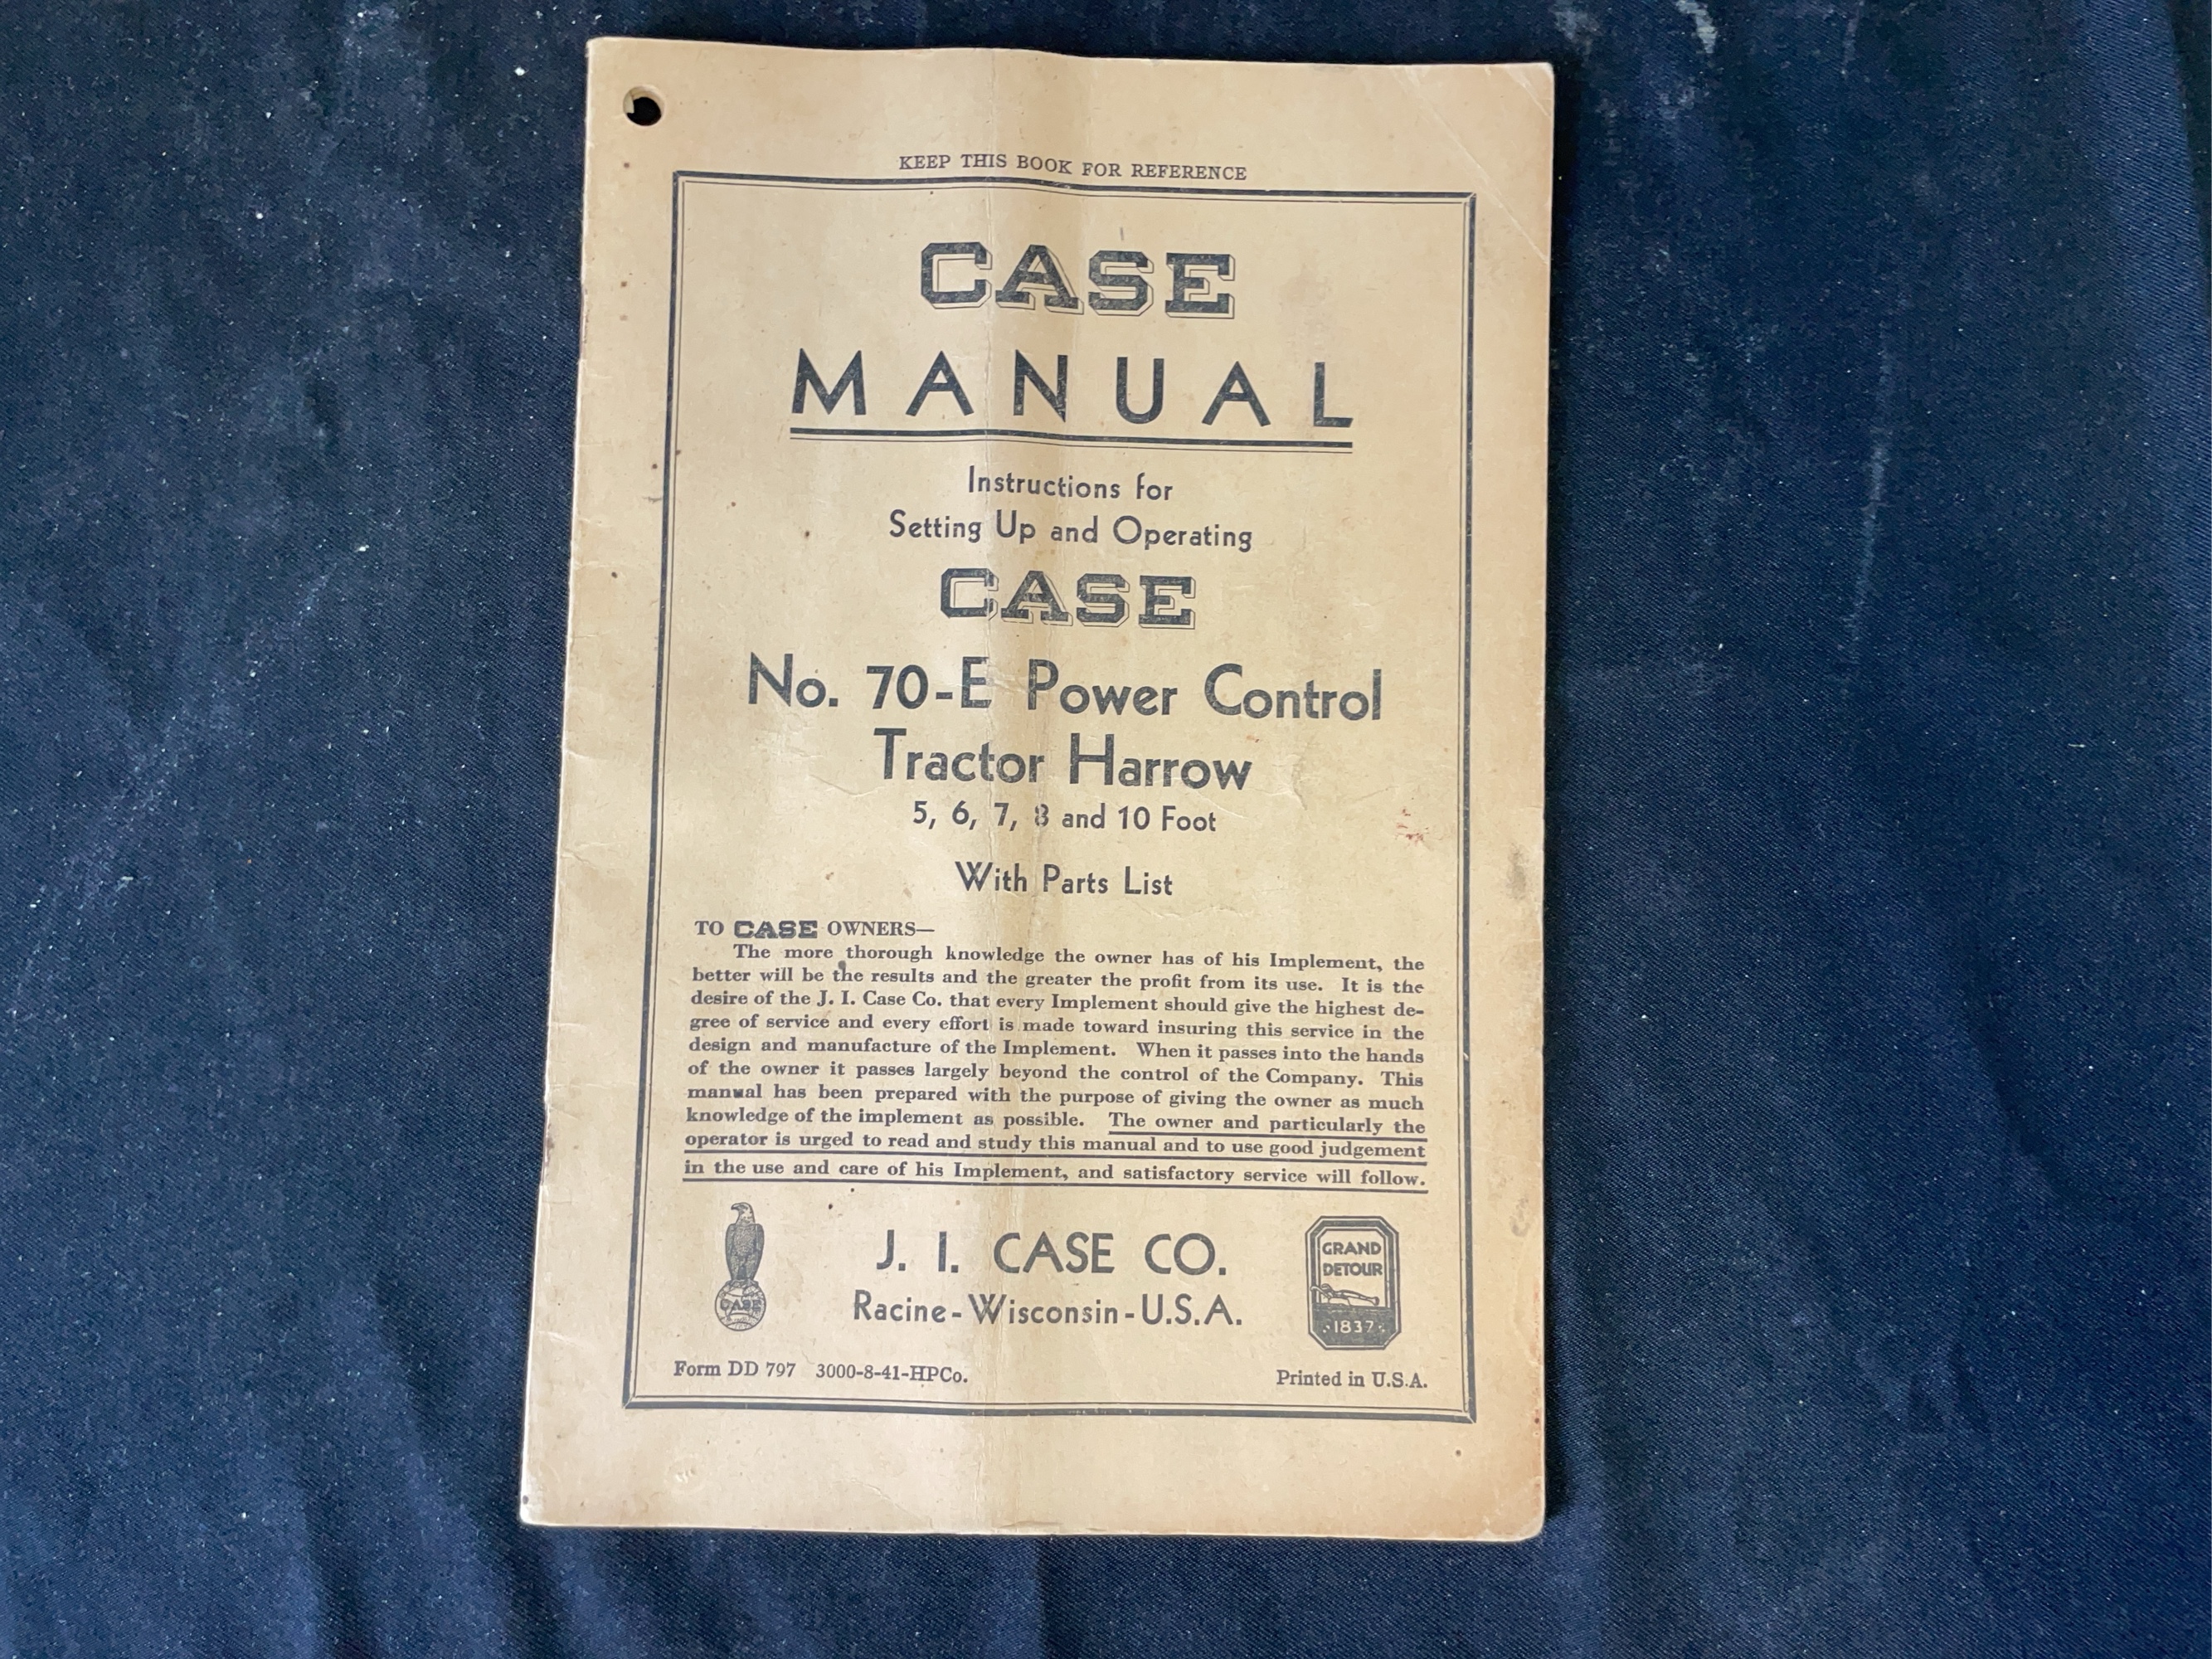 KEEP THIS BOOK FOR REFERENCE
CASE
MANUAL
Instructions for
Setting Up and Operating
CASE
No. 70-E Power Control
Tractor Harrow
5, 6, 7, 8 and 10 Foot
With Parts List
TO CASE OWNERS—
The more thorough knowledge the owner has of his Implement, the
better will be the results and the greater the profit from its use. It is the
desire of the J. I. Case Co. that every Implement should give the highest de-
gree of service and every effort is made toward insuring this service in the
design and manufacture of the Implement. When it passes into the hands
of the owner it passes largely beyond the control of the Company. This
manual has been prepared with the purpose of giving the owner as much
knowledge of the implement as possible. The owner and particularly the
operator is urged to read and study this manual and to use good judgement
in the use and care of his Implement, and satisfactory service will follow.
CASE
J. I. CASE CO.
Racine-Wisconsin-U.S.A.
GRAND
DETOUR
·1837·
Form DD 797 3000-8-41-HPCo.
Printed in U.S.A.